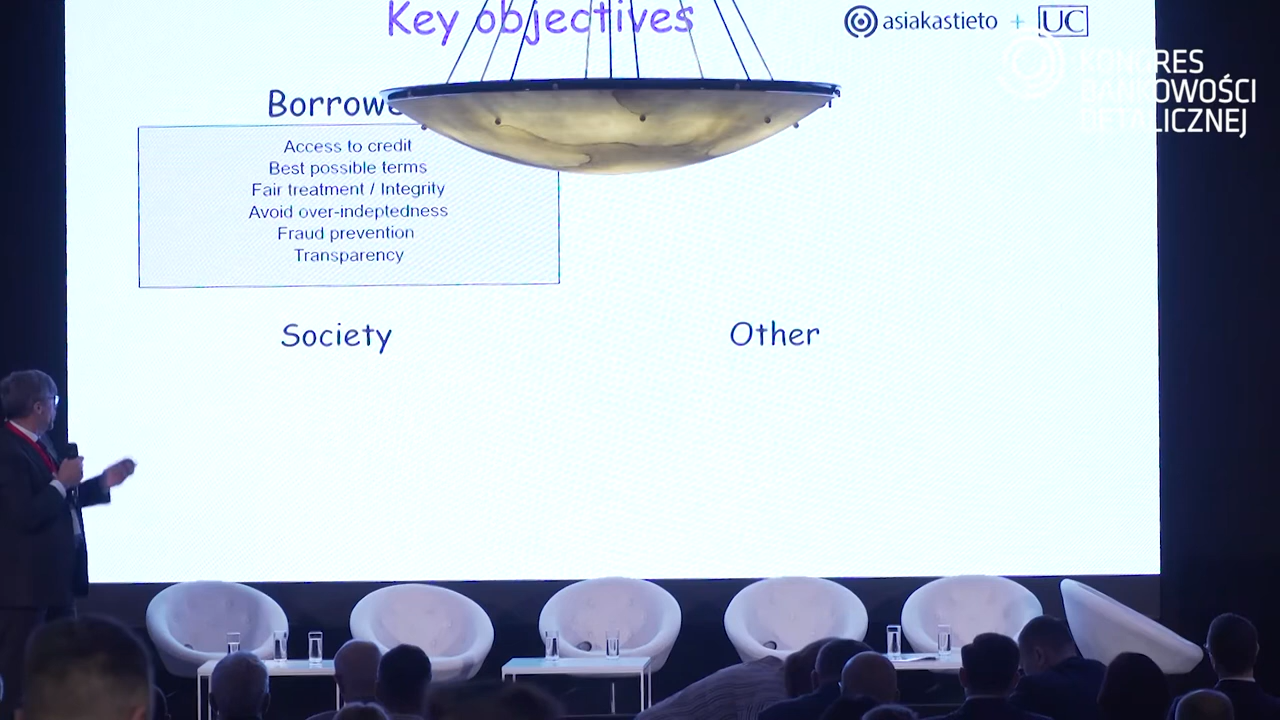 Key objectives
asiakastieto + UC
KONGRES
BANKOWOŚCI
DETALICZNEJ
Access to credit
Best possible terms
Fair treatment / Integrity
Avoid over-indeptedness
Fraud prevention
Transparency
Society
Other